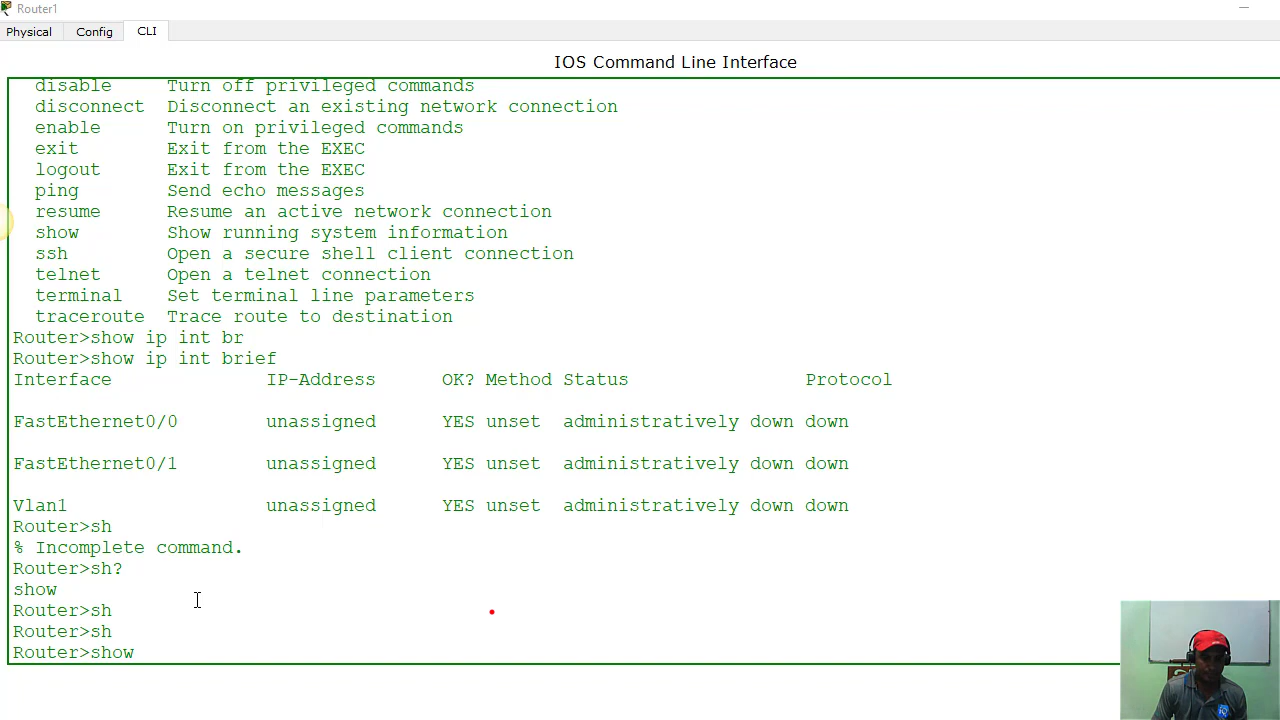 Router1
Physical Config CLI
IOS Command Line Interface
disable Turn off privileged commands
disconnect Disconnect an existing network connection
enable Turn on privileged commands
exit Exit from the EXEC
logout Exit from the EXEC
ping Send echo messages
resume Resume an active network connection
show Show running system information
ssh Open a secure shell client connection
telnet Open a telnet connection
terminal Set terminal line parameters
traceroute Trace route to destination
Router>show ip int br
Router>show ip int brief
Interface IP-Address OK? Method Status Protocol
FastEthernet0/0 unassigned YES unset administratively down down
FastEthernet0/1 unassigned YES unset administratively down down
Vlan1 unassigned YES unset administratively down down
Router>sh
% Incomplete command.
Router>sh?
show
Router>sh
Router>sh
Router>show